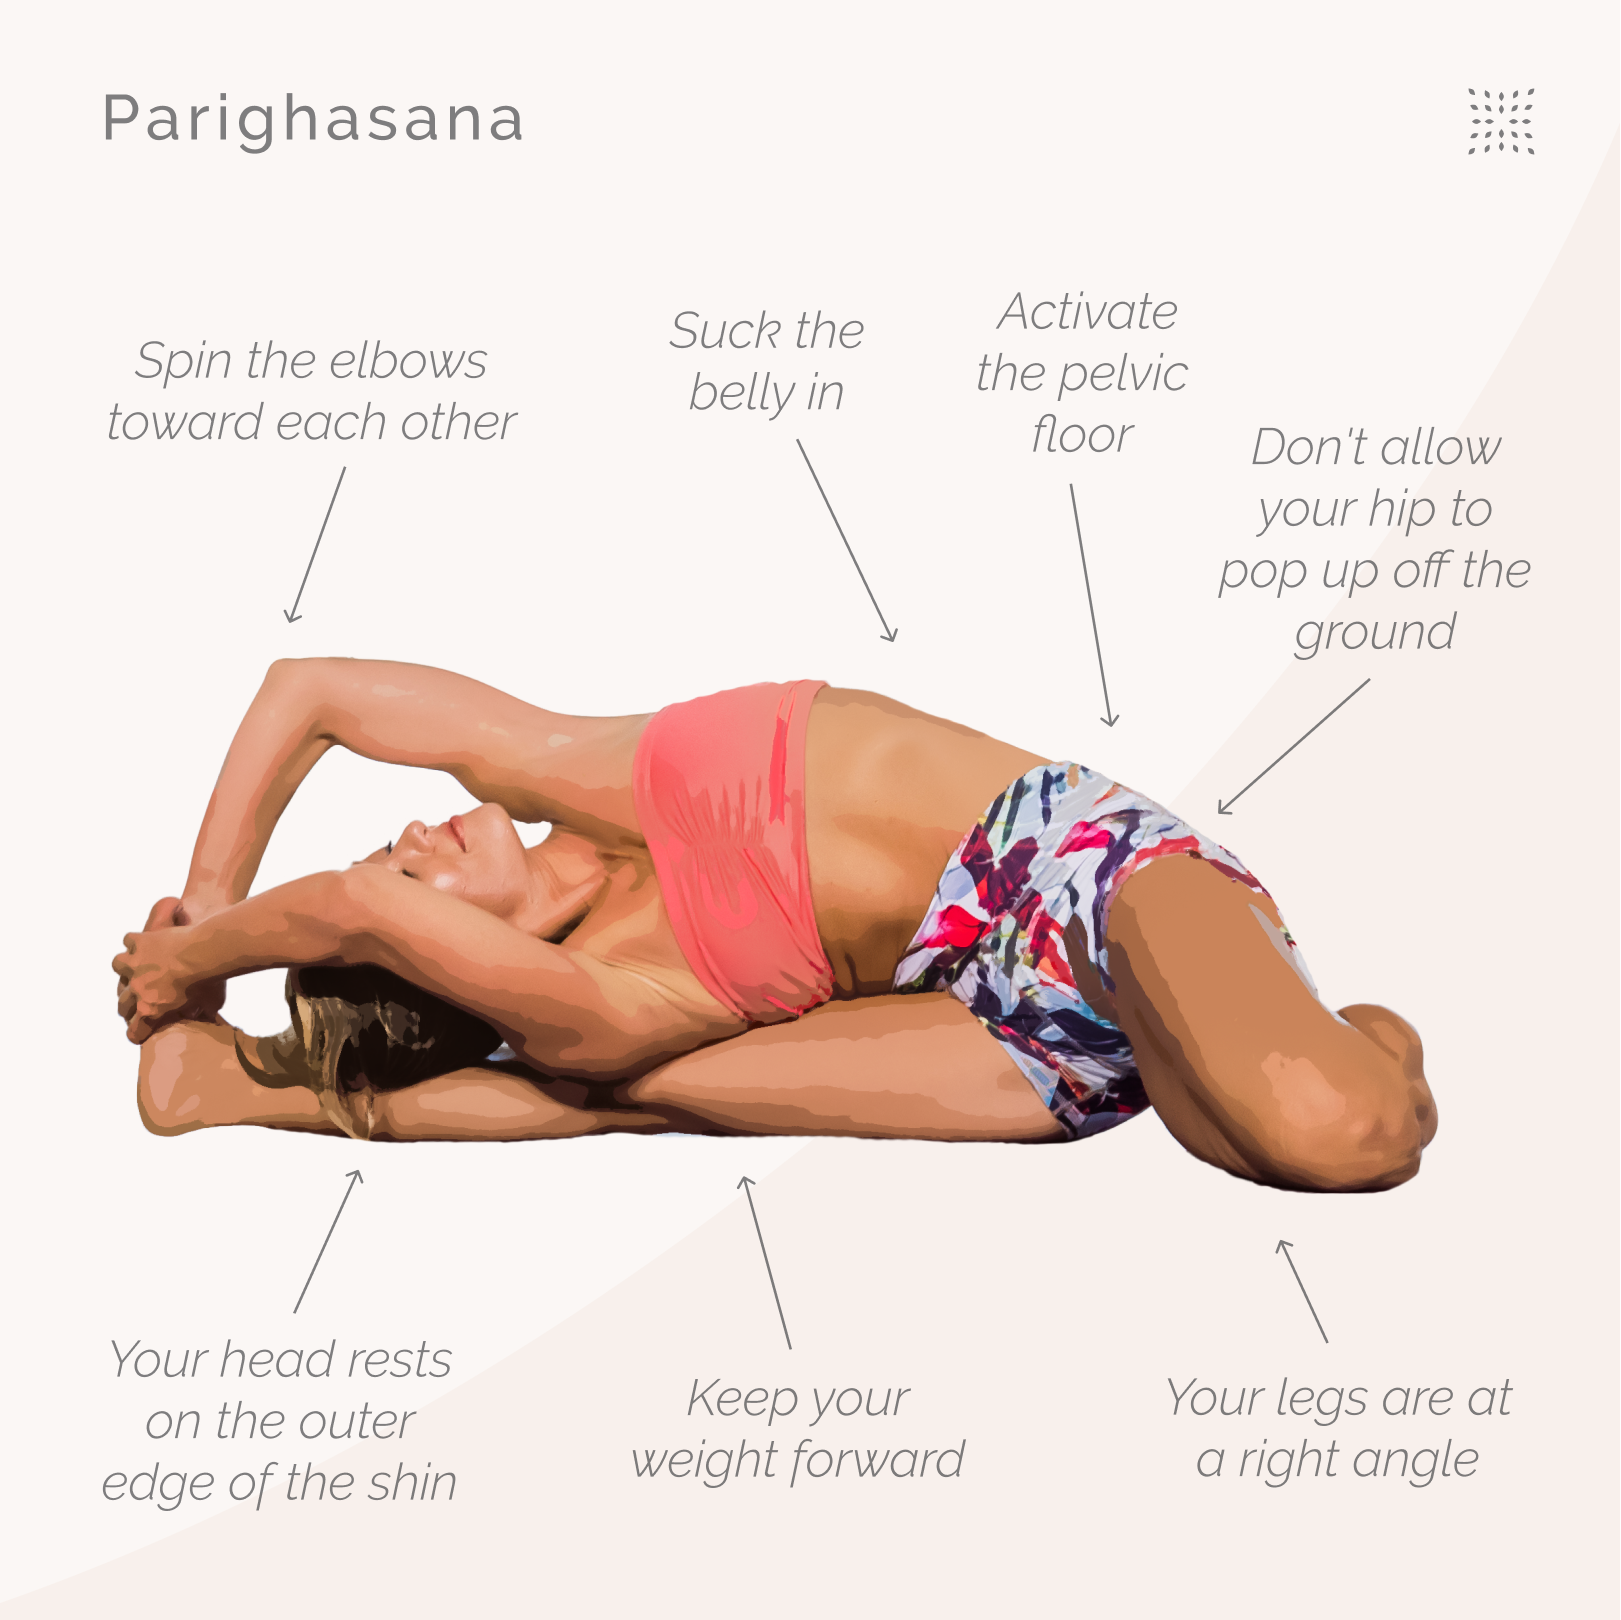 Parighasana
Spin the elbows
toward each other
Suck the
belly in
Activate
the pelvic
floor
Don't allow
your hip to
pop up off the
ground
Your head rests
on the outer
edge of the shin
Keep your
weight forward
Your legs are at
a right angle